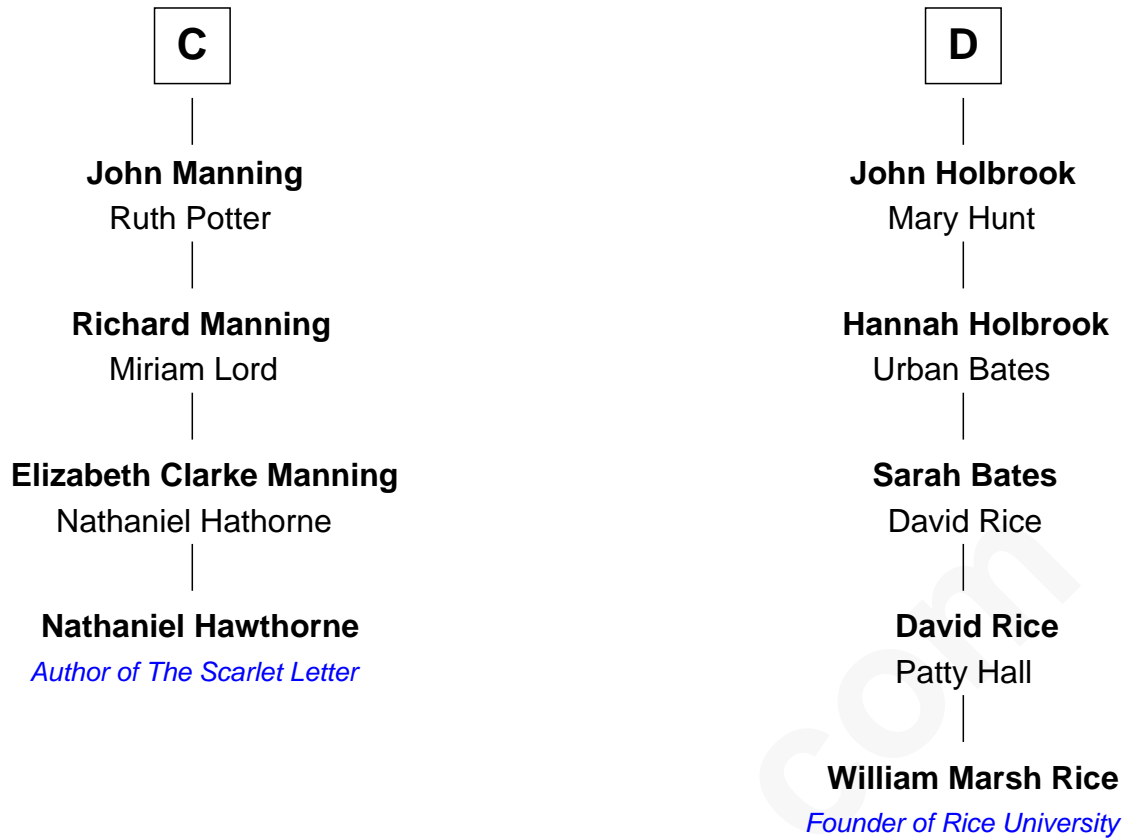 C
John Manning
Ruth Potter
Richard Manning
Miriam Lord
Elizabeth Clarke Manning
Nathaniel Hathorne
Nathaniel Hawthorne
Author of The Scarlet Letter
D
John Holbrook
Mary Hunt
Hannah Holbrook
Urban Bates
Sarah Bates
David Rice
David Rice
Patty Hall
William Marsh Rice
Founder of Rice University
com